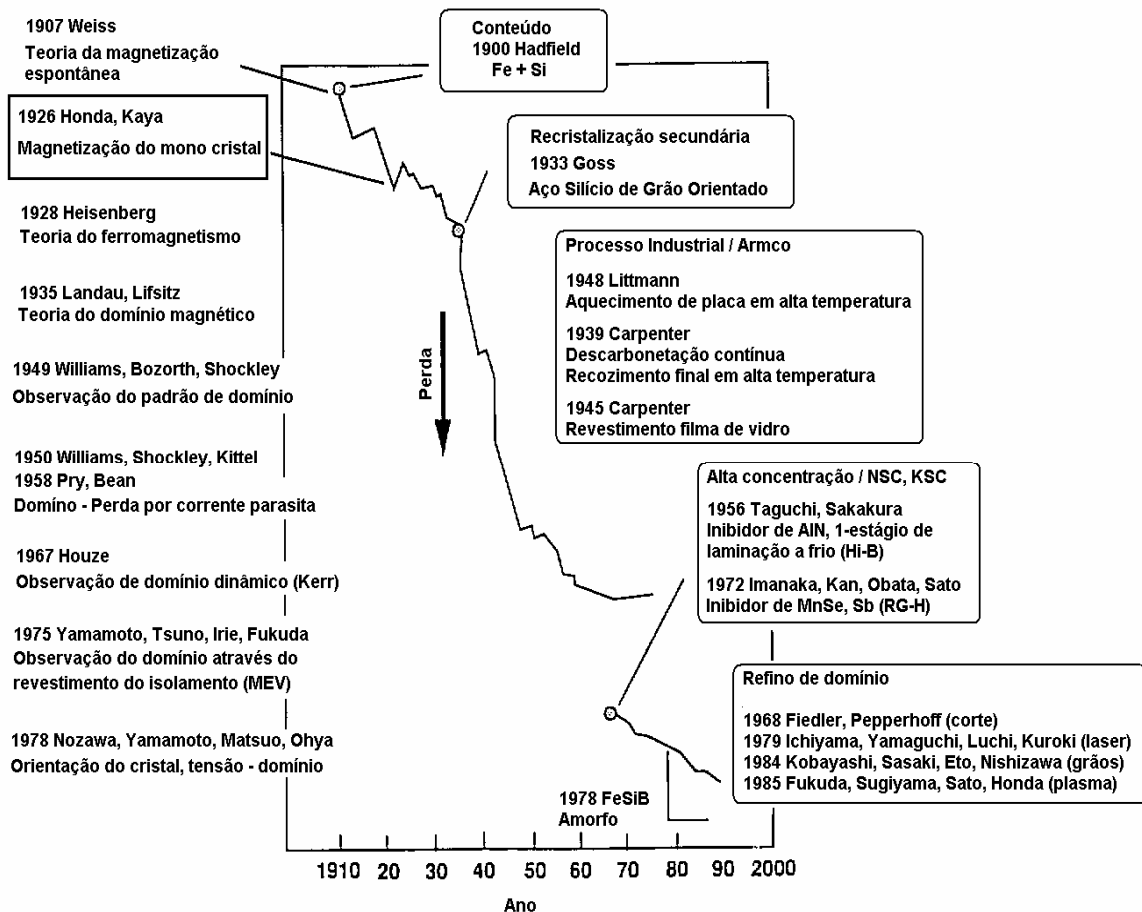 1907 Weiss
Teoria da magnetização
espontânea
Conteúdo
1900 Hadfield
Fe + Si
1926 Honda, Kaya
Magnetização do mono cristal
Recristalização secundária
1933 Goss
Aço Silício de Grão Orientado
1928 Heisenberg
Teoria do ferromagnetismo
Processo Industrial / Armco
1948 Littmann
Aquecimento de placa em alta temperatura
1939 Carpenter
Descarbonetação contínua
Recozimento final em alta temperatura
1945 Carpenter
Revestimento filma de vidro
1935 Landau, Lifsitz
Teoria do domínio magnético
Perda
1949 Williams, Bozorth, Shockley
Observação do padrão de domínio
1950 Williams, Shockley, Kittel
1958 Pry, Bean
Domíno - Perda por corrente parasita
Alta concentração / NSC, KSC
1956 Taguchi, Sakakura
Inibidor de AIN, 1-estágio de
laminação a frio (Hi-B)
1972 Imanaka, Kan, Obata, Sato
Inibidor de MnSe, Sb (RG-H)
1967 Houze
Observação de domínio dinâmico (Kerr)
1975 Yamamoto, Tsuno, Irie, Fukuda
Observação do domínio através do
revestimento do isolamento (MEV)
Refino de domínio
1968 Fiedler, Pepperhoff (corte)
1979 Ichiyama, Yamaguchi, Luchi, Kuroki (laser)
1984 Kobayashi, Sasaki, Eto, Nishizawa (grãos)
1985 Fukuda, Sugiyama, Sato, Honda (plasma)
1978 Nozawa, Yamamoto, Matsuo, Ohya
Orientação do cristal, tensão - domínio
1978 FeSiB
Amorfo
1910 20 30 40 50 60 70 80 90 2000
Ano